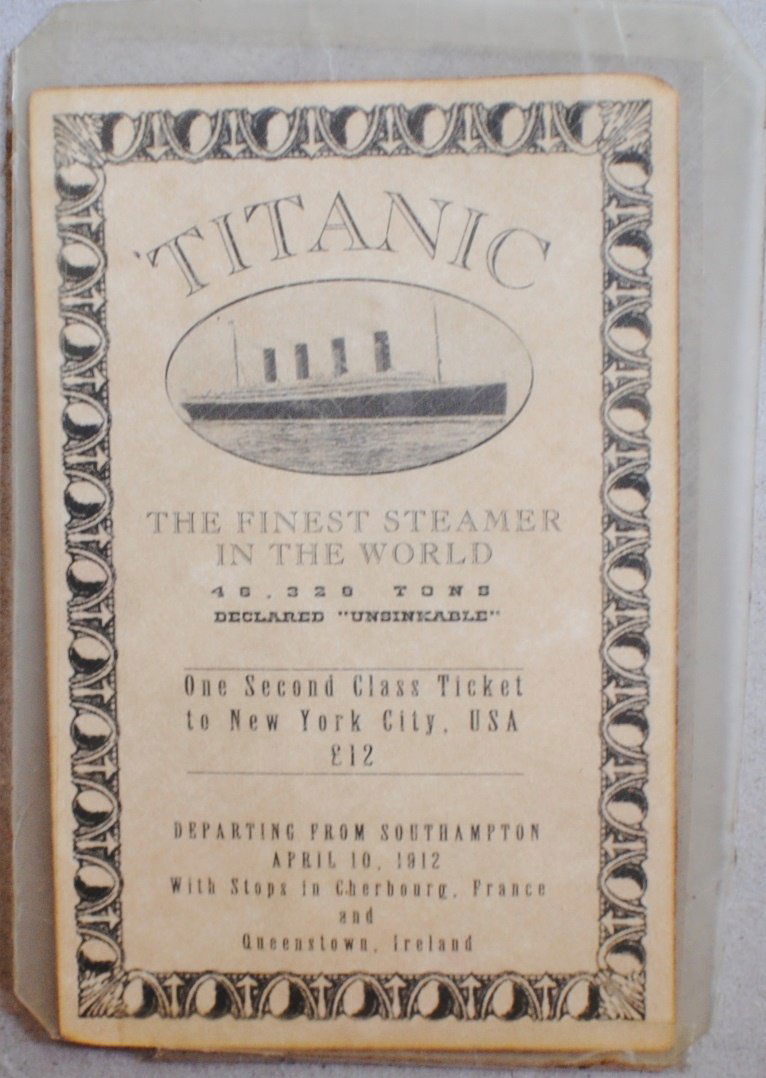 TITANIC
THE FINEST STEAMER
IN THE WORLD
46,320 TONS
DECLARED "UNSINKABLE"
One Second Class Ticket
to New York City, USA
£12
DEPARTING FROM SOUTHAMPTON
APRIL 10, 1912
With Stops in Cherbourg, France
and
Queenstown, Ireland